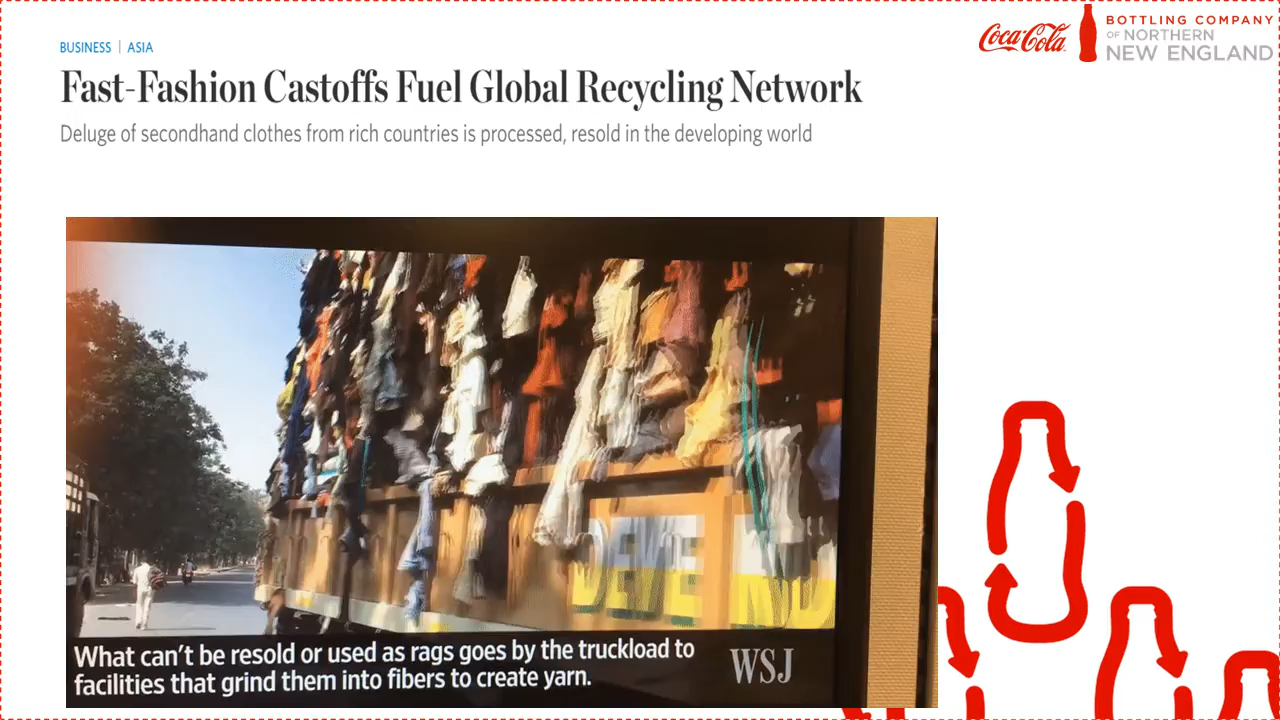 Coca-Cola
BOTTLING COMPANY
OF NORTHERN
NEW ENGLAND
BUSINESS | ASIA
Fast-Fashion Castoffs Fuel Global Recycling Network
Deluge of secondhand clothes from rich countries is processed, resold in the developing world
What can't be resold or used as rags goes by the truckload to
facilities that grind them into fibers to create yarn.
WSJ